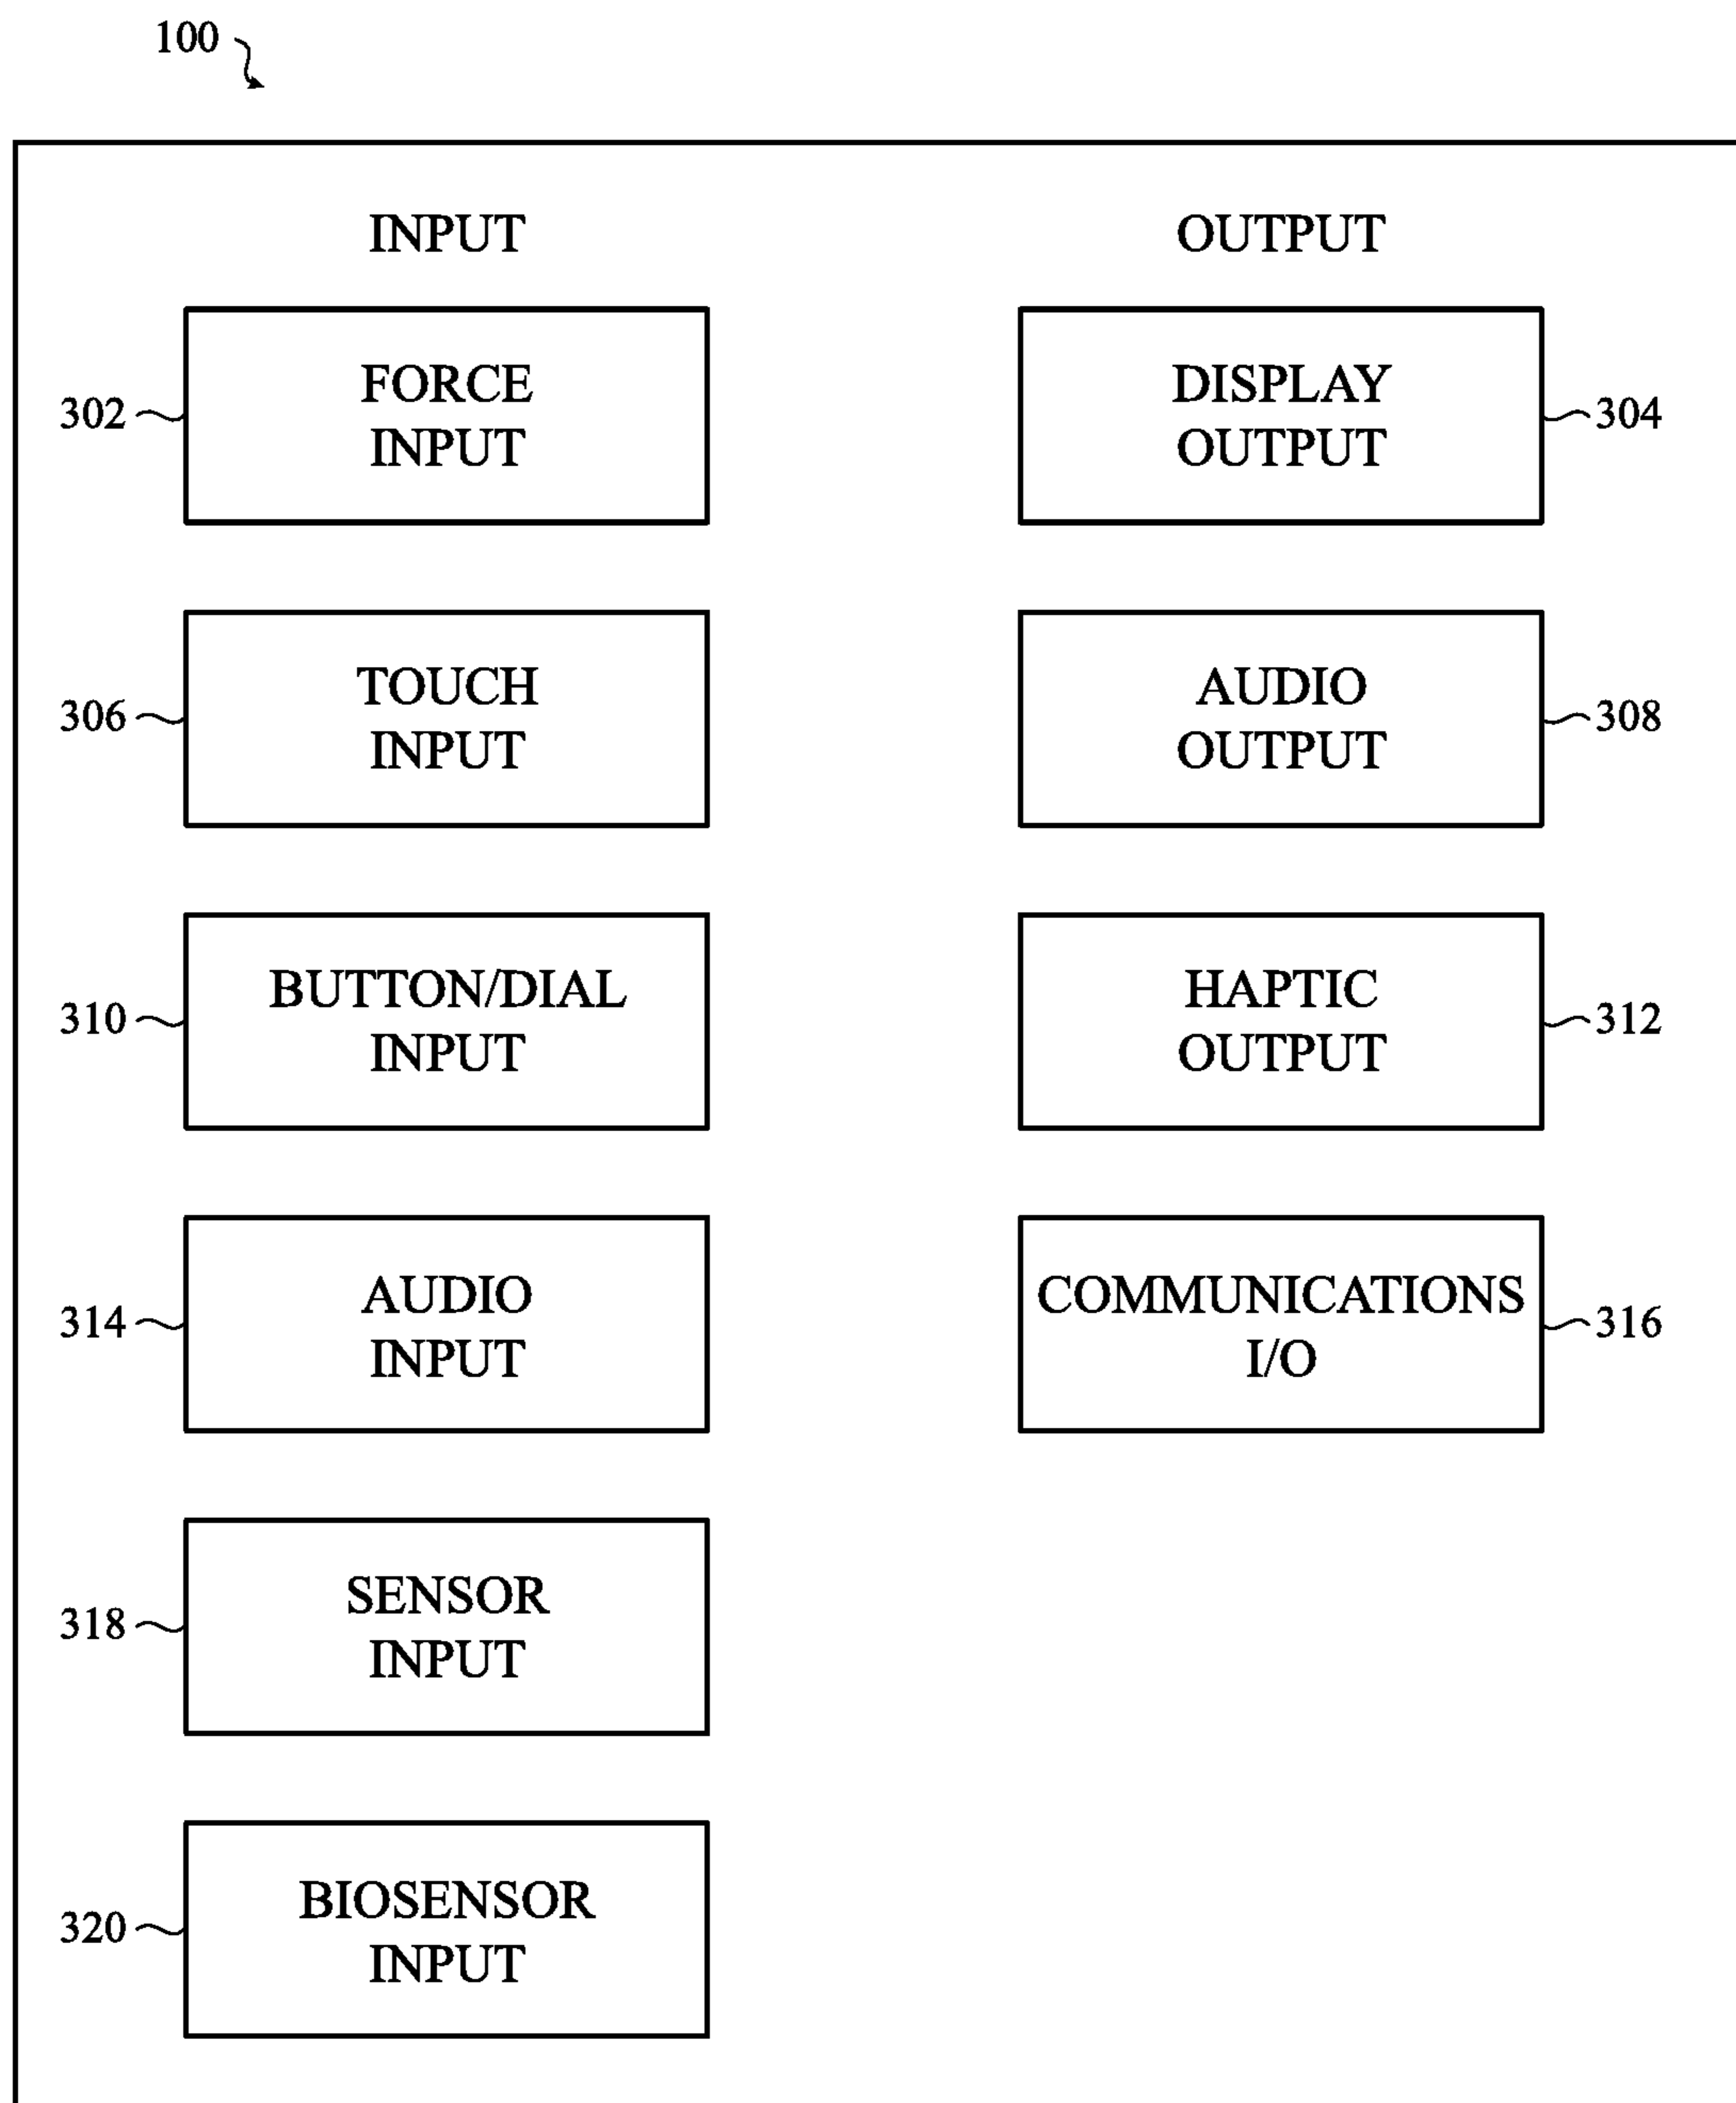 100
INPUT
OUTPUT
302
FORCE
INPUT
DISPLAY
OUTPUT
304
306
TOUCH
INPUT
AUDIO
OUTPUT
308
310
BUTTON/DIAL
INPUT
HAPTIC
OUTPUT
312
314
AUDIO
INPUT
COMMUNICATIONS
I/O
316
318
SENSOR
INPUT
320
BIOSENSOR
INPUT